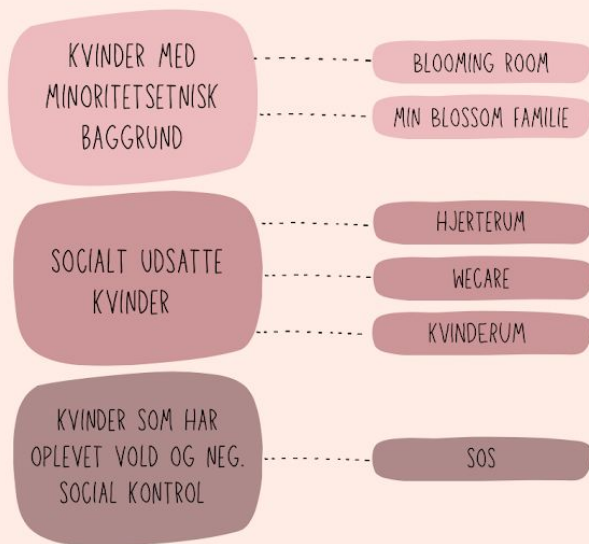 KVINDER MED
MINORITETSETNISK
BAGGRUND
BLOOMING ROOM
MIN BLOSSOM FAMILIE
SOCIALT UDSATTE
KVINDER
HJERTERUM
WECARE
KVINDERUM
KVINDER SOM HAR
OPLEVET VOLD OG NEG.
SOCIAL KONTROL
SOS